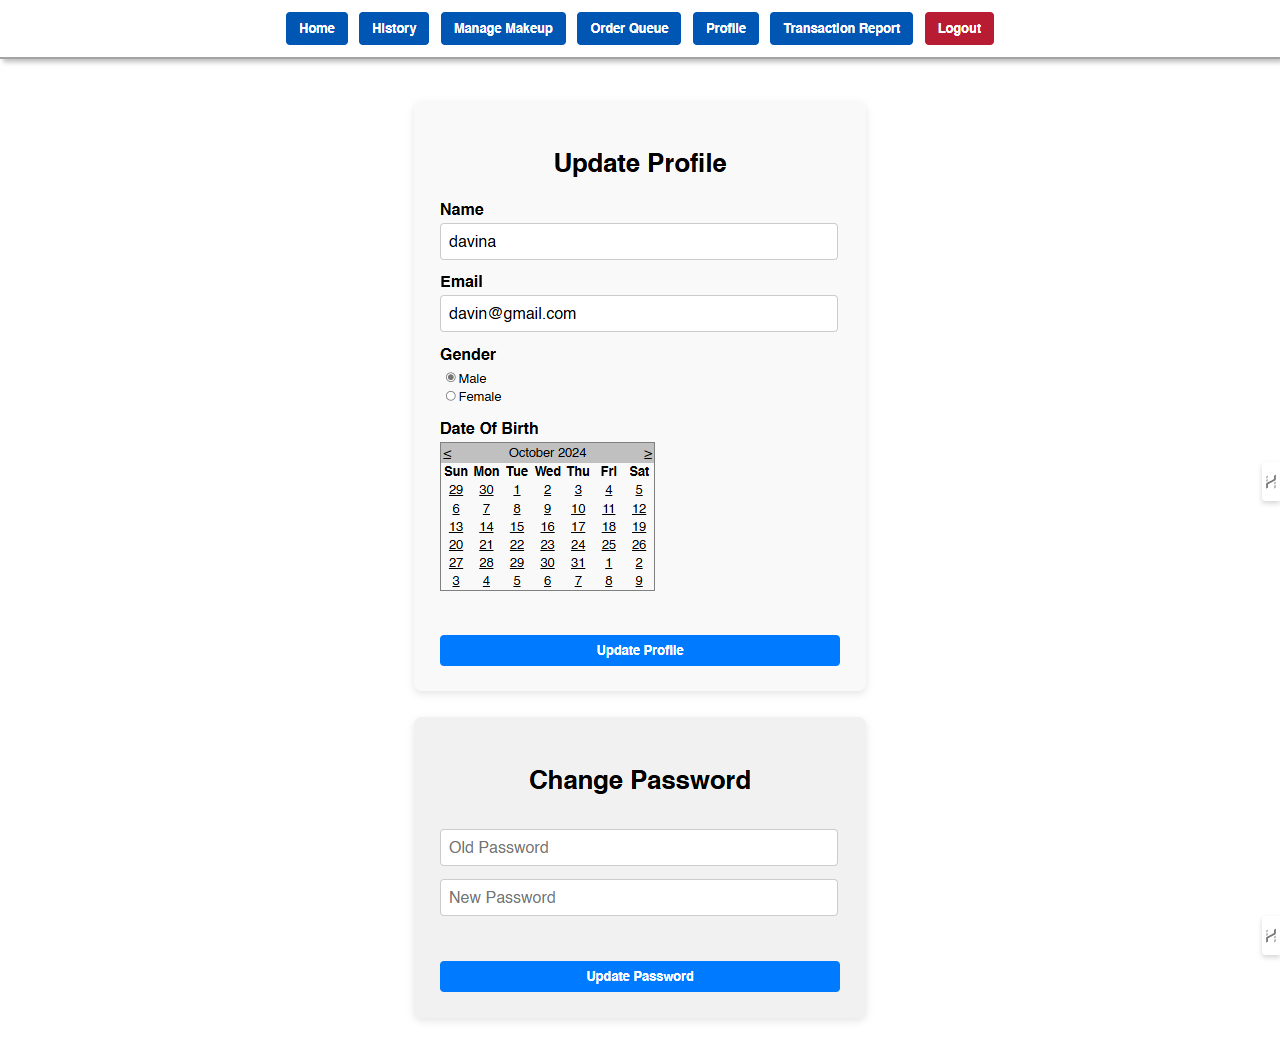 Home History Manage Makeup Order Queue Profile Transaction Report Logout
Update Profile
Name
davina
Email
davin@gmail.com
Gender
Male
Female
Date Of Birth
< October 2024 >
Sun Mon Tue Wed Thu Fri Sat
29 30 1 2 3 4 5
6 7 8 9 10 11 12
13 14 15 16 17 18 19
20 21 22 23 24 25 26
27 28 29 30 31 1 2
3 4 5 6 7 8 9
Update Profile
Change Password
Old Password
New Password
Update Password